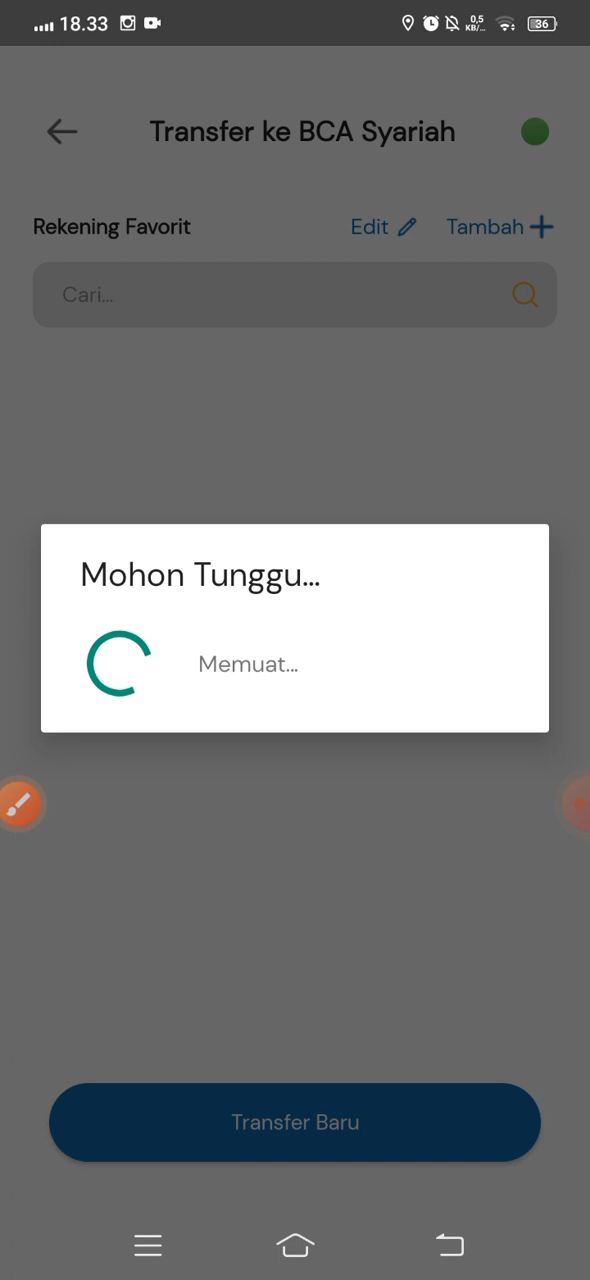 18.33
0,5
KB/...
36
Transfer ke BCA Syariah
Rekening Favorit
Edit
Tambah
Cari...
Mohon Tunggu...
Memuat...
Transfer Baru